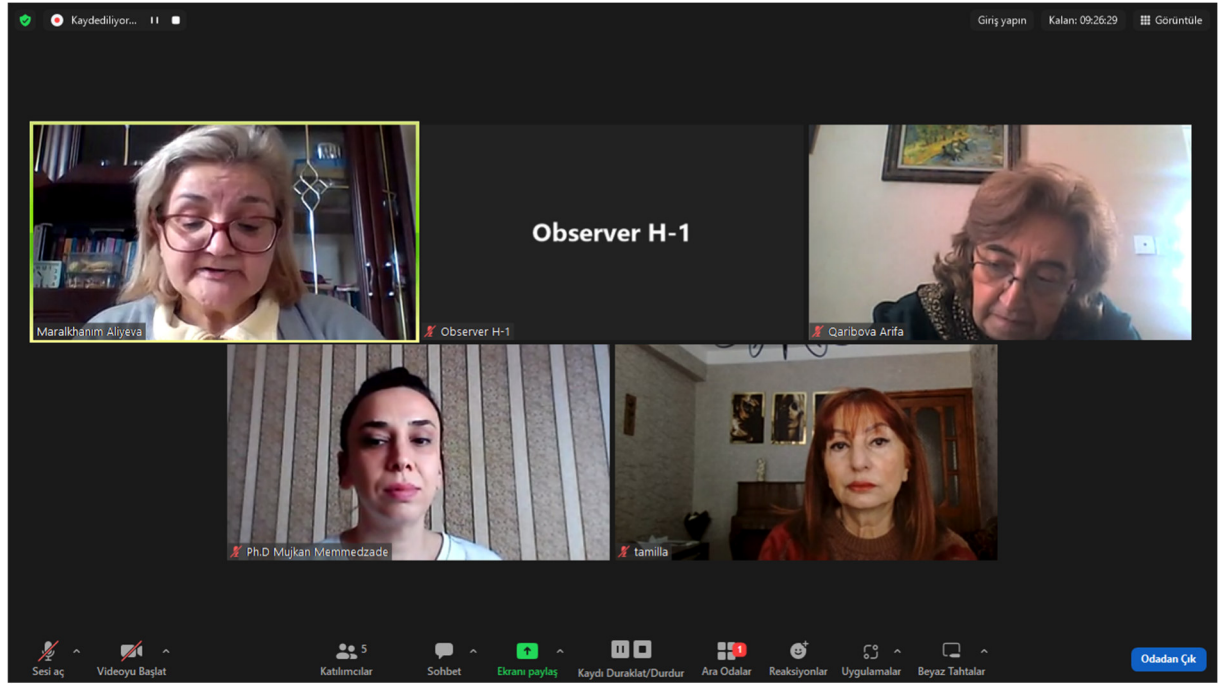 Kaydediliyor...
Giriş yapın
Kalan: 09:26:29
Görüntüle
Maralkhanım Aliyeva
Observer H-1
Observer H-1
Qaribova Arifa
Ph.D Mujkan Memmedzade
tamilla
Sesi aç
Videoyu Başlat
5
Katılımcılar
Sohbet
Ekranı paylaş
Kaydı Duraklat/Durdur
1
Ara Odalar
Reaksiyonlar
Uygulamalar
Beyaz Tahtalar
Odadan Çık